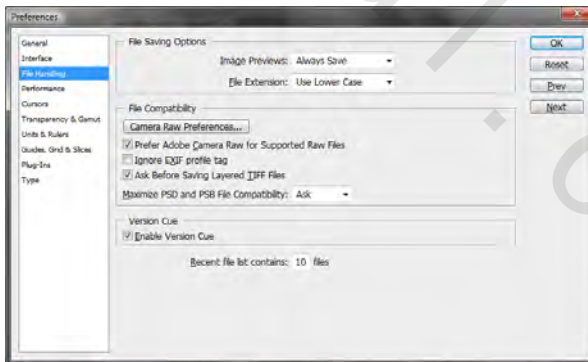 Preferences
General
Interface
File Handling
Performance
Cursors
Transparency & Gamut
Units & Rulers
Guides, Grid & Slices
Plug-Ins
Type
File Saving Options
Image Previews: Always Save
File Extension: Use Lower Case
File Compatibility
Camera Raw Preferences...
Prefer Adobe Camera Raw for Supported Raw Files
Ignore EXIF profile tag
Ask Before Saving Layered TIFF Files
Maximize PSD and PSB File Compatibility: Ask
Version Cue
Enable Version Cue
Recent file list contains: 10 files
OK
Reset
Prev
Next